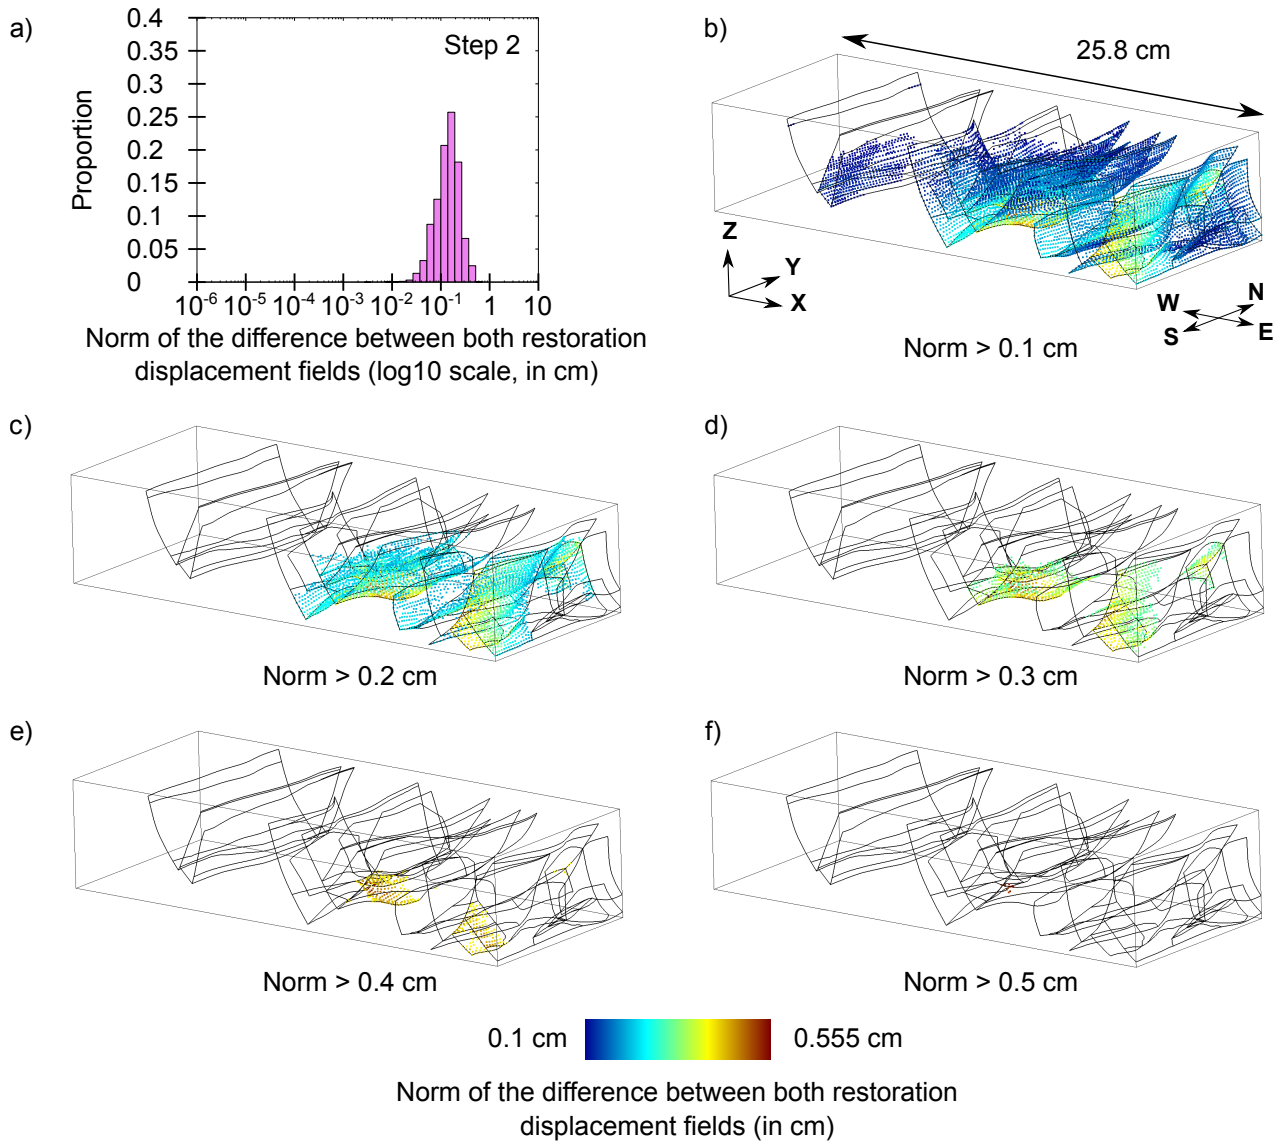 a)
0.4
0.35
0.3
0.25
0.2
0.15
0.1
0.05
0
Proportion
Step 2
10-6 10-5 10-4 10-3 10-2 10-1 1 10
Norm of the difference between both restoration
displacement fields (log10 scale, in cm)
b)
25.8 cm
Z
Y
X
W
N
S
E
Norm > 0.1 cm
c)
Norm > 0.2 cm
d)
Norm > 0.3 cm
e)
Norm > 0.4 cm
f)
Norm > 0.5 cm
0.1 cm
0.555 cm
Norm of the difference between both restoration
displacement fields (in cm)